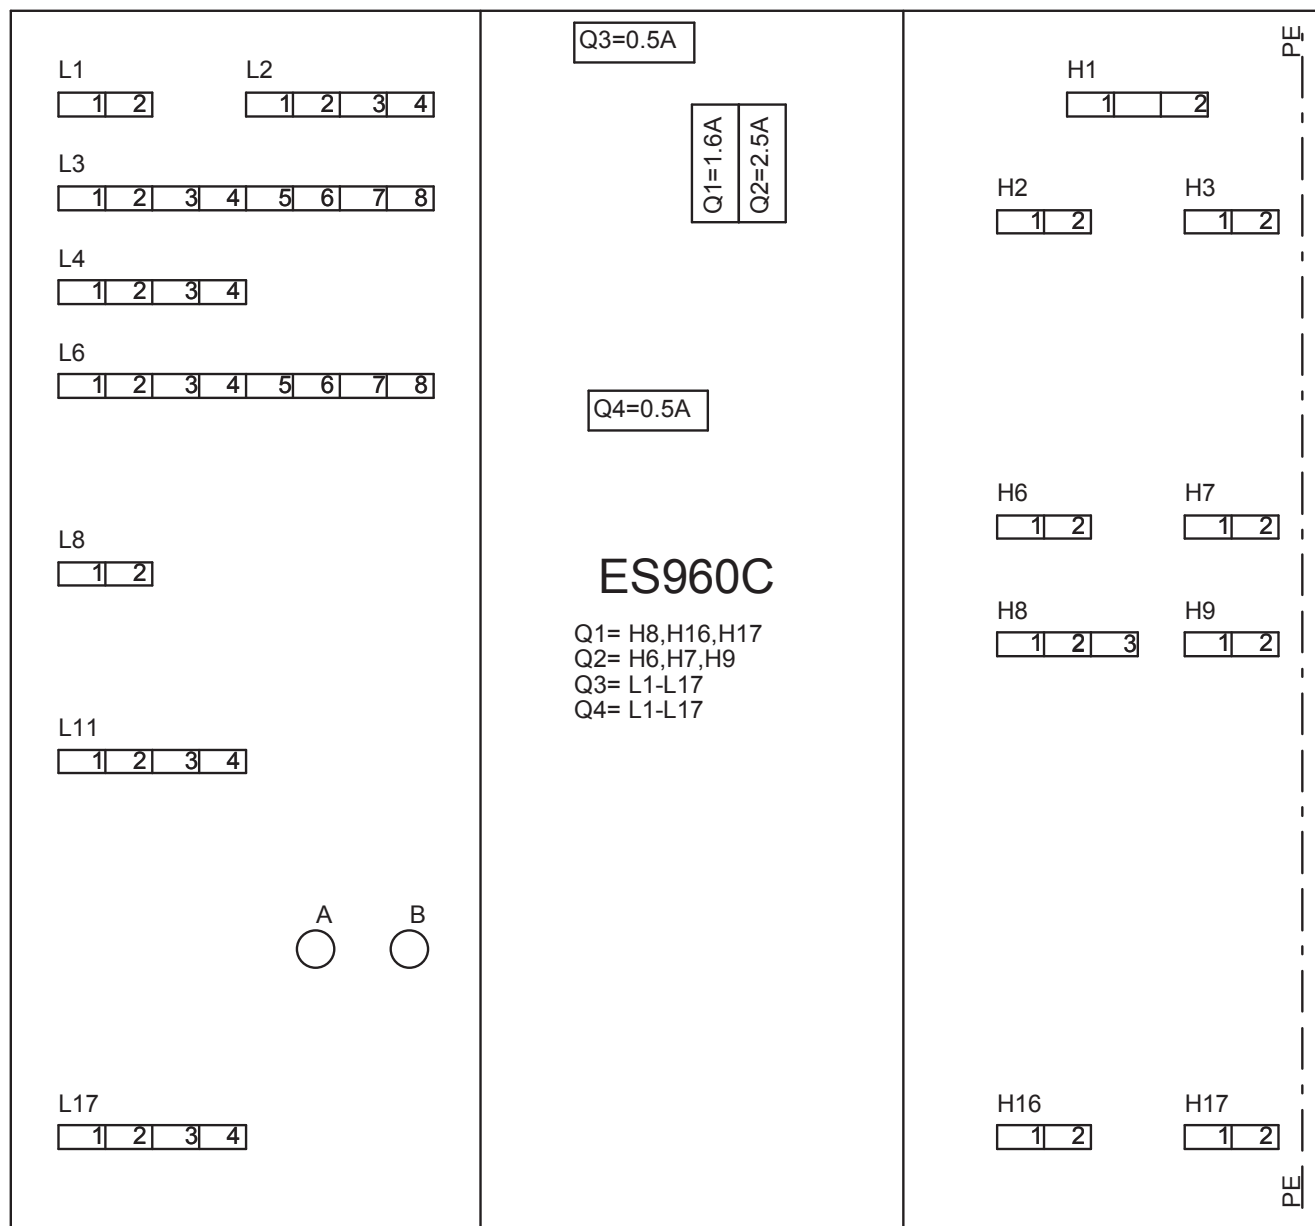 Q3=0.5A
PE
L1
L2
H1
1 2
1 2 3 4
1 2
Q1=1.6A
Q2=2.5A
L3
1 2 3 4 5 6 7 8
H2
H3
1 2
1 2
L4
1 2 3 4
L6
1 2 3 4 5 6 7 8
Q4=0.5A
H6
H7
1 2
1 2
L8
1 2
ES960C
H8
H9
1 2 3
1 2
Q1= H8,H16,H17
Q2= H6,H7,H9
Q3= L1-L17
Q4= L1-L17
L11
1 2 3 4
A
B
L17
1 2 3 4
H16
H17
1 2
1 2
PE